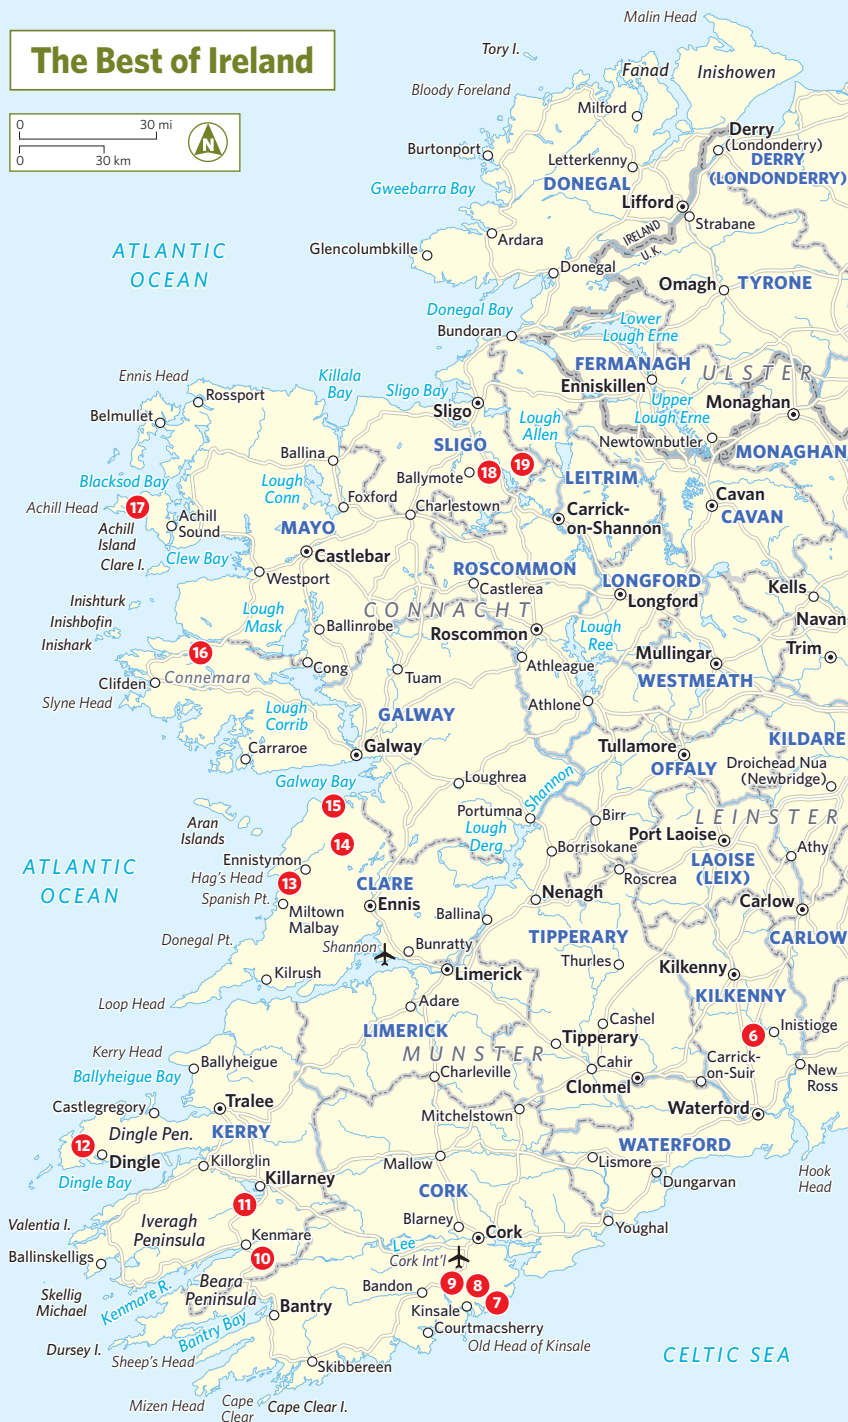 The Best of Ireland
0 30 mi
0 30 km
N
Malin Head
Tory I.
Fanad
Inishowen
Bloody Foreland
Milford
Derry
(Londonderry)
Burtonport
Letterkenny
DERRY
(LONDONDERRY)
DONEGAL
Gweebarra Bay
Lifford
Strabane
IRELAND
U.K.
ATLANTIC
OCEAN
Ardara
Glencolumbkille
Donegal
Omagh
TYRONE
Donegal Bay
Lower
Lough Erne
Bundoran
FERMANAGH
ULSTER
Ennis Head
Killala
Bay
Enniskillen
Rossport
Sligo Bay
Upper
Lough Erne
Monaghan
Belmullet
Sligo
Lough
Allen
Newtownbutler
SLIGO
MONAGHAN
Ballina
19
Blacksod Bay
Lough
Conn
Ballymote
18
LEITRIM
Achill Head
17
Foxford
Cavan
Charlestown
Carrick-
on-Shannon
CAVAN
Achill
Island
Achill
Sound
MAYO
Clare I.
Clew Bay
Castlebar
Westport
ROSCOMMON
LONGFORD
Castlerea
Longford
Kells
Inishturk
CONNACHT
Inishbofin
Lough
Mask
Ballinrobe
Roscommon
Lough
Ree
Navan
Inishark
16
Mullingar
Trim
Cong
Athleague
Connemara
Tuam
WESTMEATH
Clifden
Slyne Head
Lough
Corrib
GALWAY
Athlone
Carraroe
Galway
Tullamore
KILDARE
OFFALY
Droichead Nua
(Newbridge)
Galway Bay
Loughrea
Shannon
15
Portumna
Birr
LEINSTER
Aran
Islands
Lough
Derg
Port Laoise
14
Borrisokane
Athy
Ennistymon
LAOISE
(LEIX)
ATLANTIC
OCEAN
Hag's Head
13
CLARE
Roscrea
Spanish Pt.
Ennis
Nenagh
Carlow
Miltown
Malbay
Ballina
Donegal Pt.
Shannon
Bunratty
TIPPERARY
CARLOW
Thurles
Kilrush
Limerick
Kilkenny
Loop Head
Adare
KILKENNY
LIMERICK
Cashel
6
Inistioge
Kerry Head
MUNSTER
Tipperary
Ballyheigue
Cahir
Carrick-
on-Suir
Ballyheigue Bay
Charleville
Clonmel
New
Ross
Castlegregory
Tralee
Mitchelstown
Waterford
12
Dingle Pen.
KERRY
WATERFORD
Dingle
Killorglin
Mallow
Lismore
Dingle Bay
Killarney
CORK
Dungarvan
Hook
Head
11
Valentia I.
Iveragh
Peninsula
Blarney
Youghal
Kenmare
Lee
Cork
Ballinskelligs
10
Cork Int'l
Skellig
Michael
Kenmare R.
Beara
Peninsula
Bandon
9
8
7
Bantry
Kinsale
Bantry Bay
Courtmacsherry
Dursey I.
Old Head of Kinsale
Sheep's Head
Skibbereen
CELTIC SEA
Mizen Head
Cape
Clear
Cape Clear I.